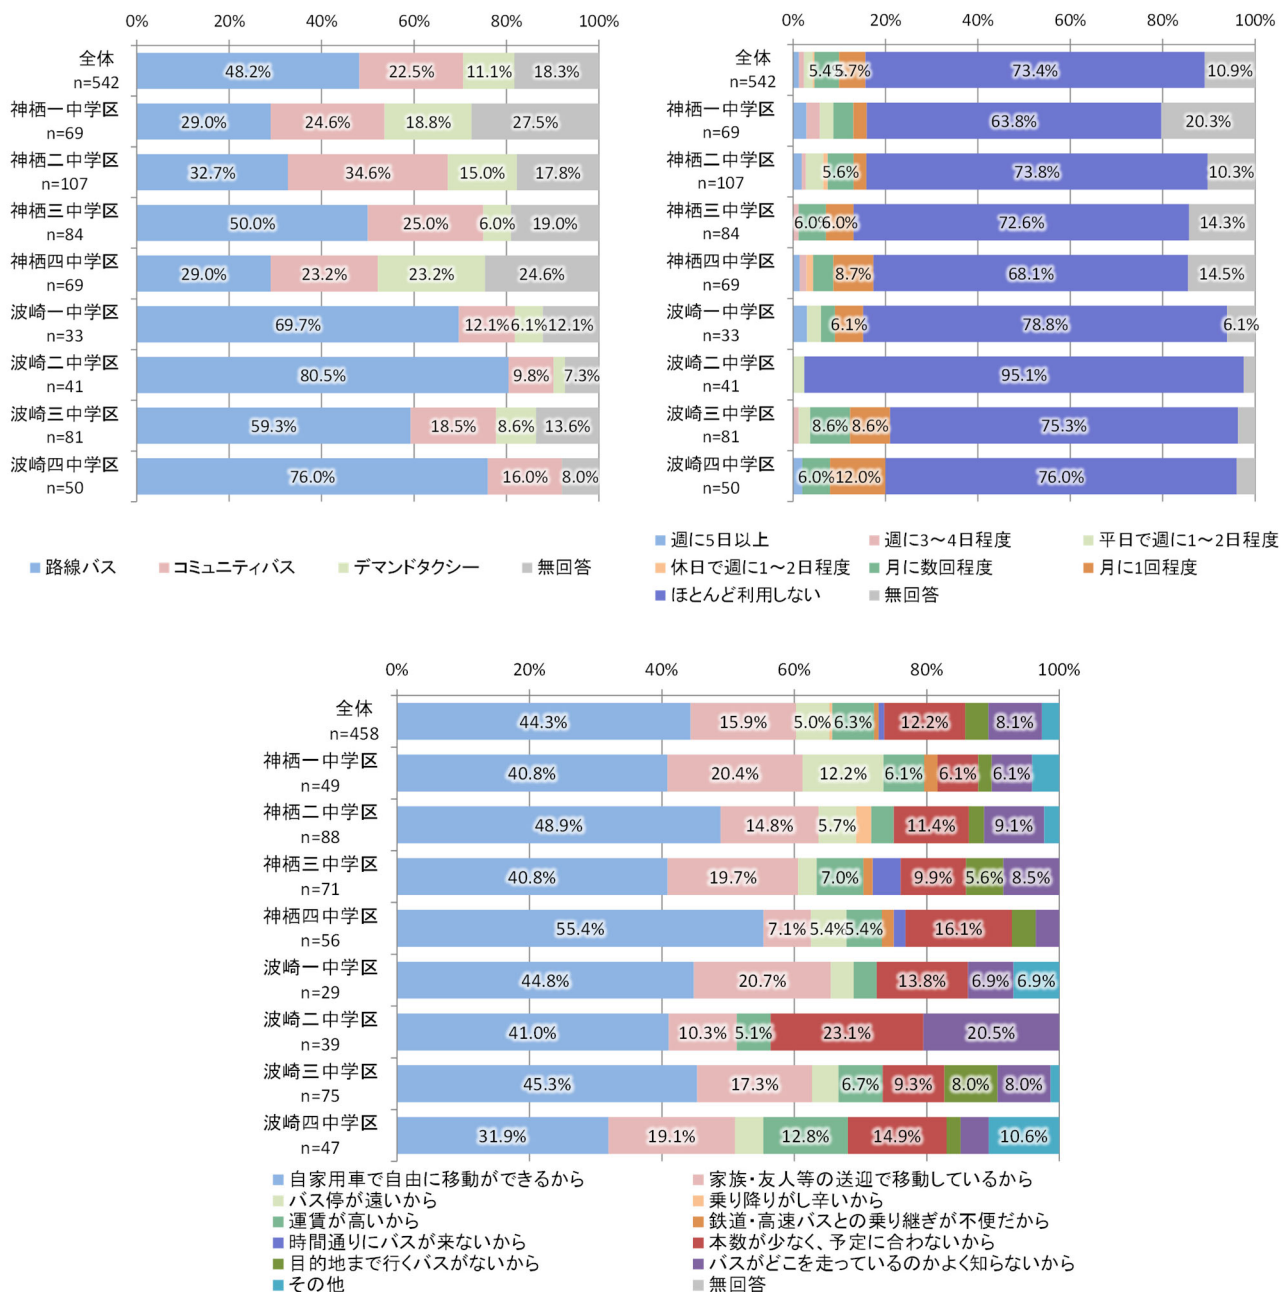 0% 20% 40% 60% 80% 100%
全体
n=542
48.2% 22.5% 11.1% 18.3%
神栖一中学区
n=69
29.0% 24.6% 18.8% 27.5%
神栖二中学区
n=107
32.7% 34.6% 15.0% 17.8%
神栖三中学区
n=84
50.0% 25.0% 6.0% 19.0%
神栖四中学区
n=69
29.0% 23.2% 23.2% 24.6%
波崎一中学区
n=33
69.7% 12.1% 6.1% 12.1%
波崎二中学区
n=41
80.5% 9.8% 7.3%
波崎三中学区
n=81
59.3% 18.5% 8.6% 13.6%
波崎四中学区
n=50
76.0% 16.0% 8.0%
路線バス コミュニティバス デマンドタクシー 無回答
0% 20% 40% 60% 80% 100%
全体
n=542
5.4 5.7% 73.4% 10.9%
神栖一中学区
n=69
63.8% 20.3%
神栖二中学区
n=107
5.6% 73.8% 10.3%
神栖三中学区
n=84
6.0% 6.0% 72.6% 14.3%
神栖四中学区
n=69
8.7% 68.1% 14.5%
波崎一中学区
n=33
6.1% 78.8% 6.1%
波崎二中学区
n=41
95.1%
波崎三中学区
n=81
8.6% 8.6% 75.3%
波崎四中学区
n=50
6.0% 12.0% 76.0%
週に5日以上 週に3～4日程度 平日で週に1～2日程度
休日で週に1～2日程度 月に数回程度 月に1回程度
ほとんど利用しない 無回答
0% 20% 40% 60% 80% 100%
全体
n=458
44.3% 15.9% 5.0% 6.3% 12.2% 8.1%
神栖一中学区
n=49
40.8% 20.4% 12.2% 6.1% 6.1% 6.1%
神栖二中学区
n=88
48.9% 14.8% 5.7% 11.4% 9.1%
神栖三中学区
n=71
40.8% 19.7% 7.0% 9.9% 5.6% 8.5%
神栖四中学区
n=56
55.4% 7.1% 5.4% 5.4% 16.1%
波崎一中学区
n=29
44.8% 20.7% 13.8% 6.9% 6.9%
波崎二中学区
n=39
41.0% 10.3% 5.1% 23.1% 20.5%
波崎三中学区
n=75
45.3% 17.3% 6.7% 9.3% 8.0% 8.0%
波崎四中学区
n=47
31.9% 19.1% 12.8% 14.9% 10.6%
自家用車で自由に移動ができるから 家族・友人等の送迎で移動しているから
バス停が遠いから 乗り降りがし辛いから
運賃が高いから 鉄道・高速バスとの乗り継ぎが不便だから
時間通りにバスが来ないから 本数が少なく、予定に合わないから
目的地まで行くバスがないから バスがどこを走っているのかよく知らないから
その他 無回答